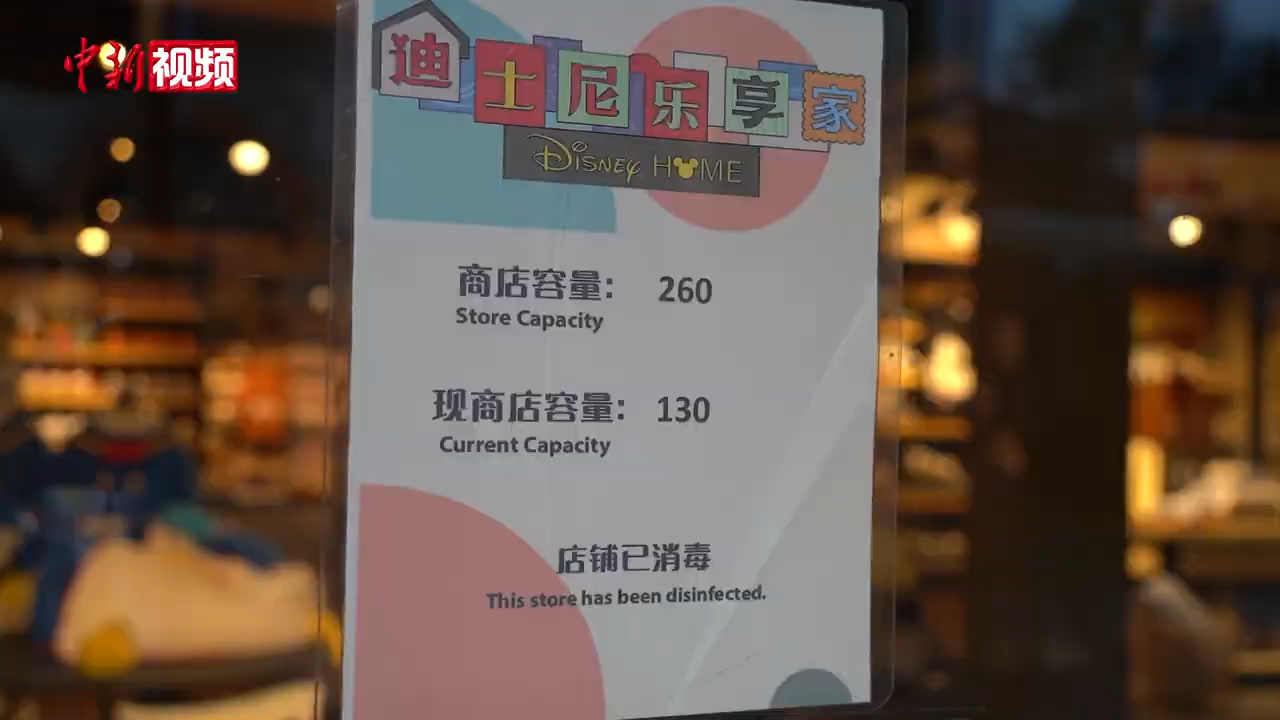 中新视频
迪士尼乐享家
DISNEY HOME
商店容量: 260
Store Capacity
现商店容量: 130
Current Capacity
店铺已消毒
This store has been disinfected.